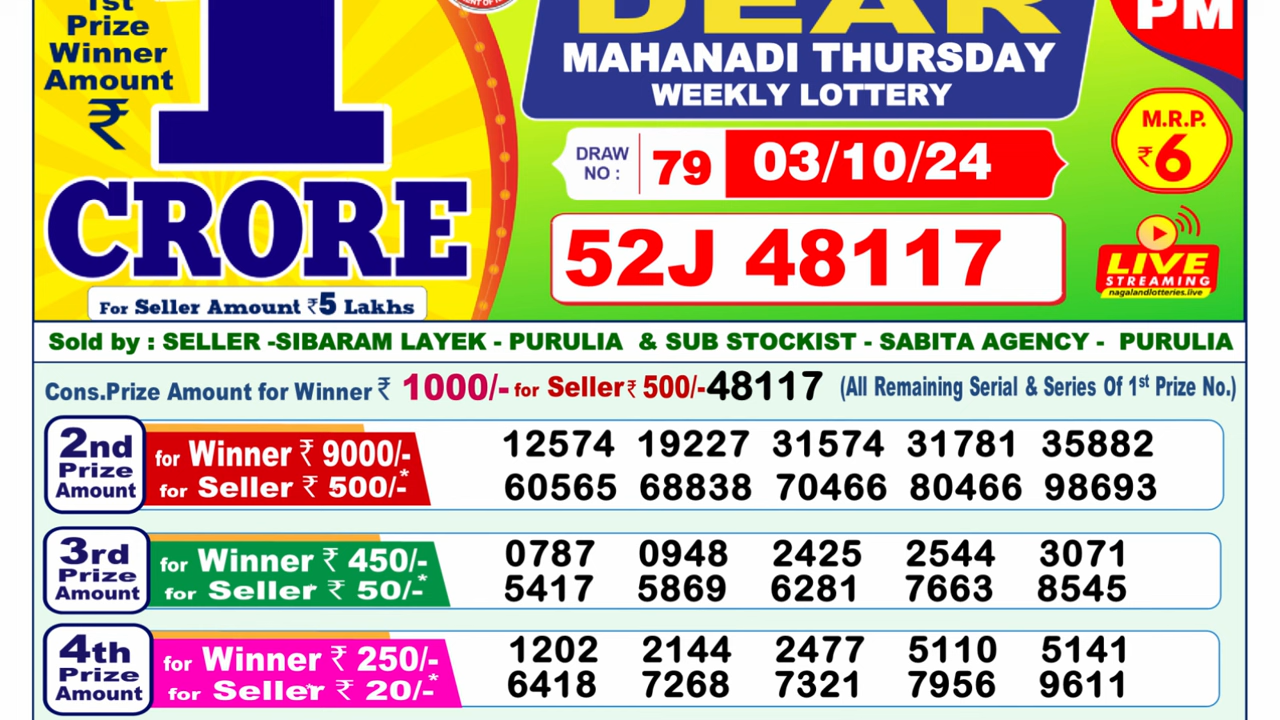 1st
Prize
Winner
Amount
₹
1
CRORE
For Seller Amount ₹5 Lakhs
DEAR
MAHANADI THURSDAY
WEEKLY LOTTERY
PM
M.R.P.
₹6
DRAW
NO :
79
03/10/24
52J 48117
LIVE
STREAMING
nagalandlotteries.live
Sold by : SELLER -SIBARAM LAYEK - PURULIA & SUB STOCKIST - SABITA AGENCY - PURULIA
Cons.Prize Amount for Winner ₹ 1000/- for Seller ₹ 500/- 48117 (All Remaining Serial & Series Of 1st Prize No.)
2nd
Prize
Amount
for Winner ₹ 9000/-
for Seller ₹ 500/-*
12574 19227 31574 31781 35882
60565 68838 70466 80466 98693
3rd
Prize
Amount
for Winner ₹ 450/-
for Seller ₹ 50/-*
0787 0948 2425 2544 3071
5417 5869 6281 7663 8545
4th
Prize
Amount
for Winner ₹ 250/-
for Seller ₹ 20/-*
1202 2144 2477 5110 5141
6418 7268 7321 7956 9611